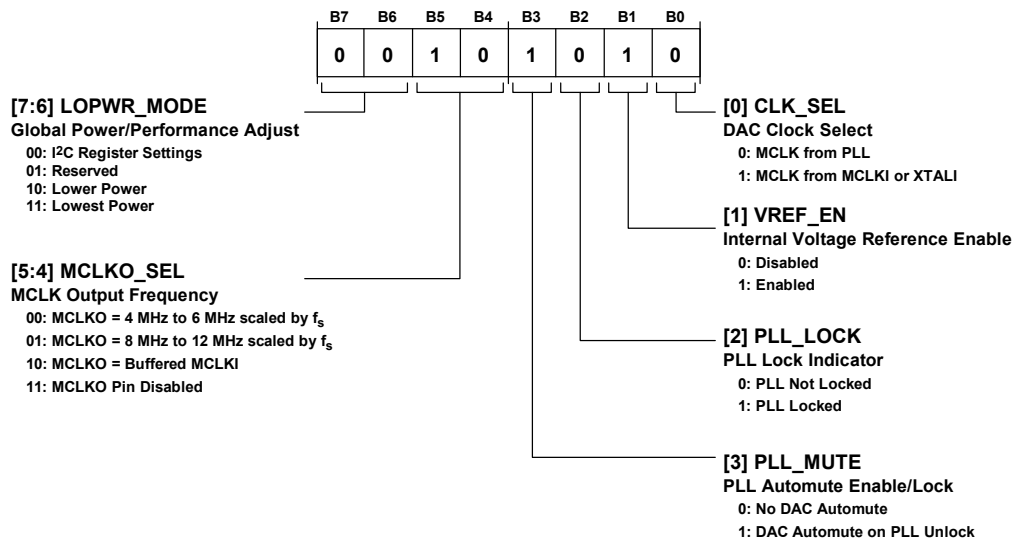 B7 B6 B5 B4 B3 B2 B1 B0
0 0 1 0 1 0 1 0
[7:6] LOPWR_MODE
Global Power/Performance Adjust
00: I2C Register Settings
01: Reserved
10: Lower Power
11: Lowest Power
[5:4] MCLKO_SEL
MCLK Output Frequency
00: MCLKO = 4 MHz to 6 MHz scaled by fs
01: MCLKO = 8 MHz to 12 MHz scaled by fs
10: MCLKO = Buffered MCLKI
11: MCLKO Pin Disabled
[0] CLK_SEL
DAC Clock Select
0: MCLK from PLL
1: MCLK from MCLKI or XTALI
[1] VREF_EN
Internal Voltage Reference Enable
0: Disabled
1: Enabled
[2] PLL_LOCK
PLL Lock Indicator
0: PLL Not Locked
1: PLL Locked
[3] PLL_MUTE
PLL Automute Enable/Lock
0: No DAC Automute
1: DAC Automute on PLL Unlock